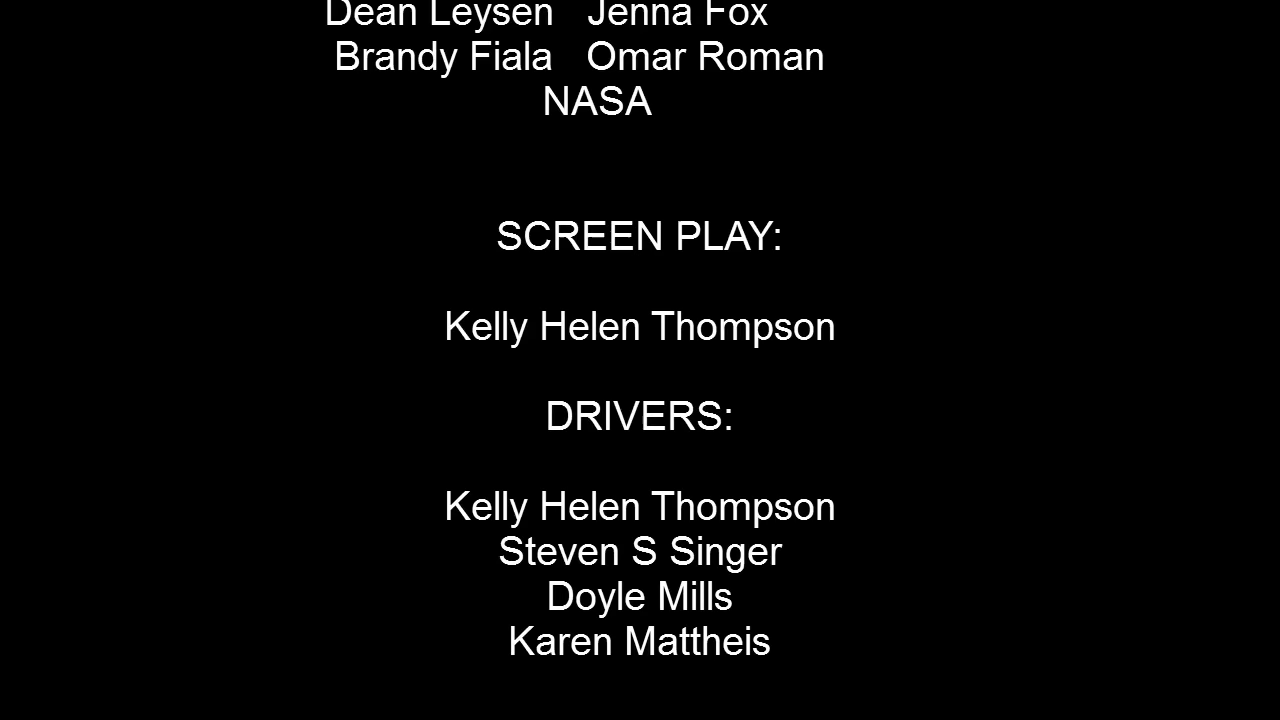 Dean Leysen Jenna Fox
Brandy Fiala Omar Roman
NASA
SCREEN PLAY:
Kelly Helen Thompson
DRIVERS:
Kelly Helen Thompson
Steven S Singer
Doyle Mills
Karen Mattheis